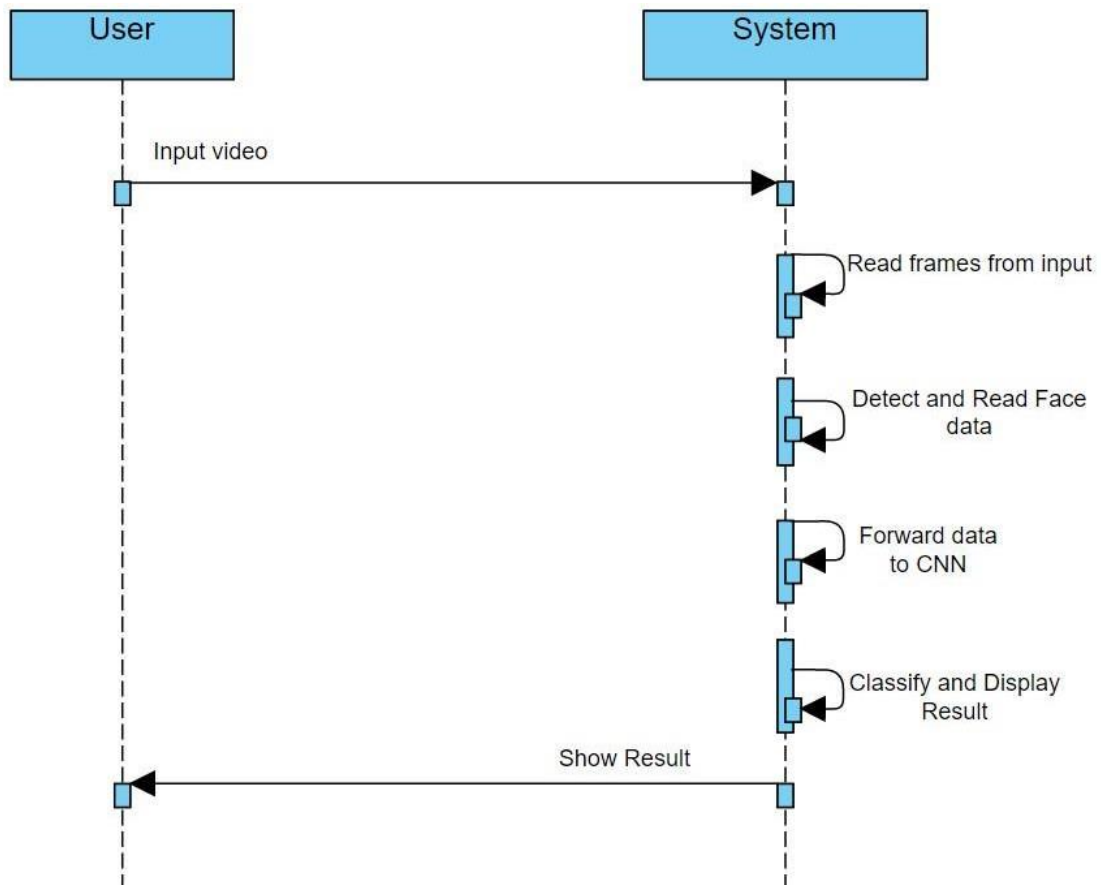 User
System
Input video
Read frames from input
Detect and Read Face
data
Forward data
to CNN
Classify and Display
Result
Show Result